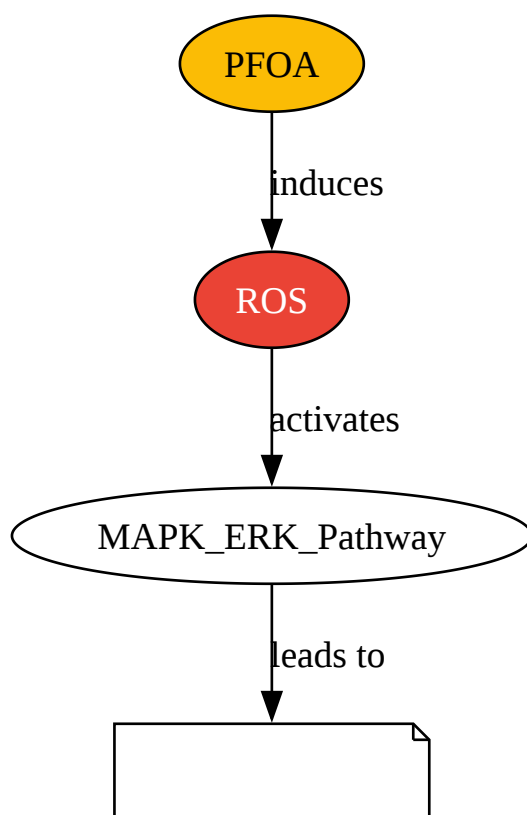 PFOA
induces
ROS
activates
MAPK_ERK_Pathway
leads to